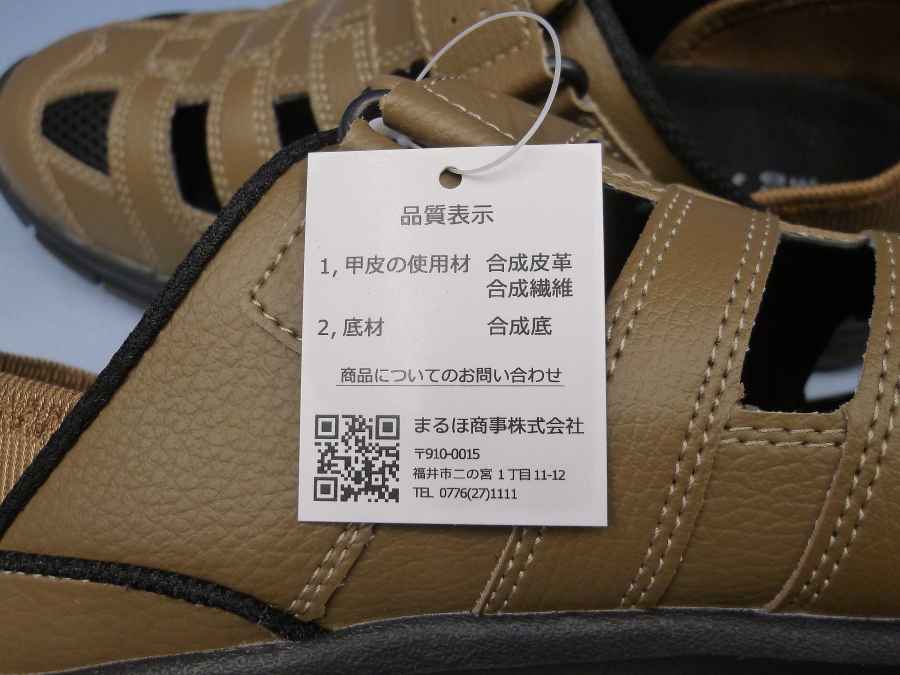 品質表示
1, 甲皮の使用材 合成皮革
合成繊維
2, 底材 合成底
商品についてのお問い合わせ
まるほ商事株式会社
〒910-0015
福井市二の宮 1丁目11-12
TEL 0776(27)1111